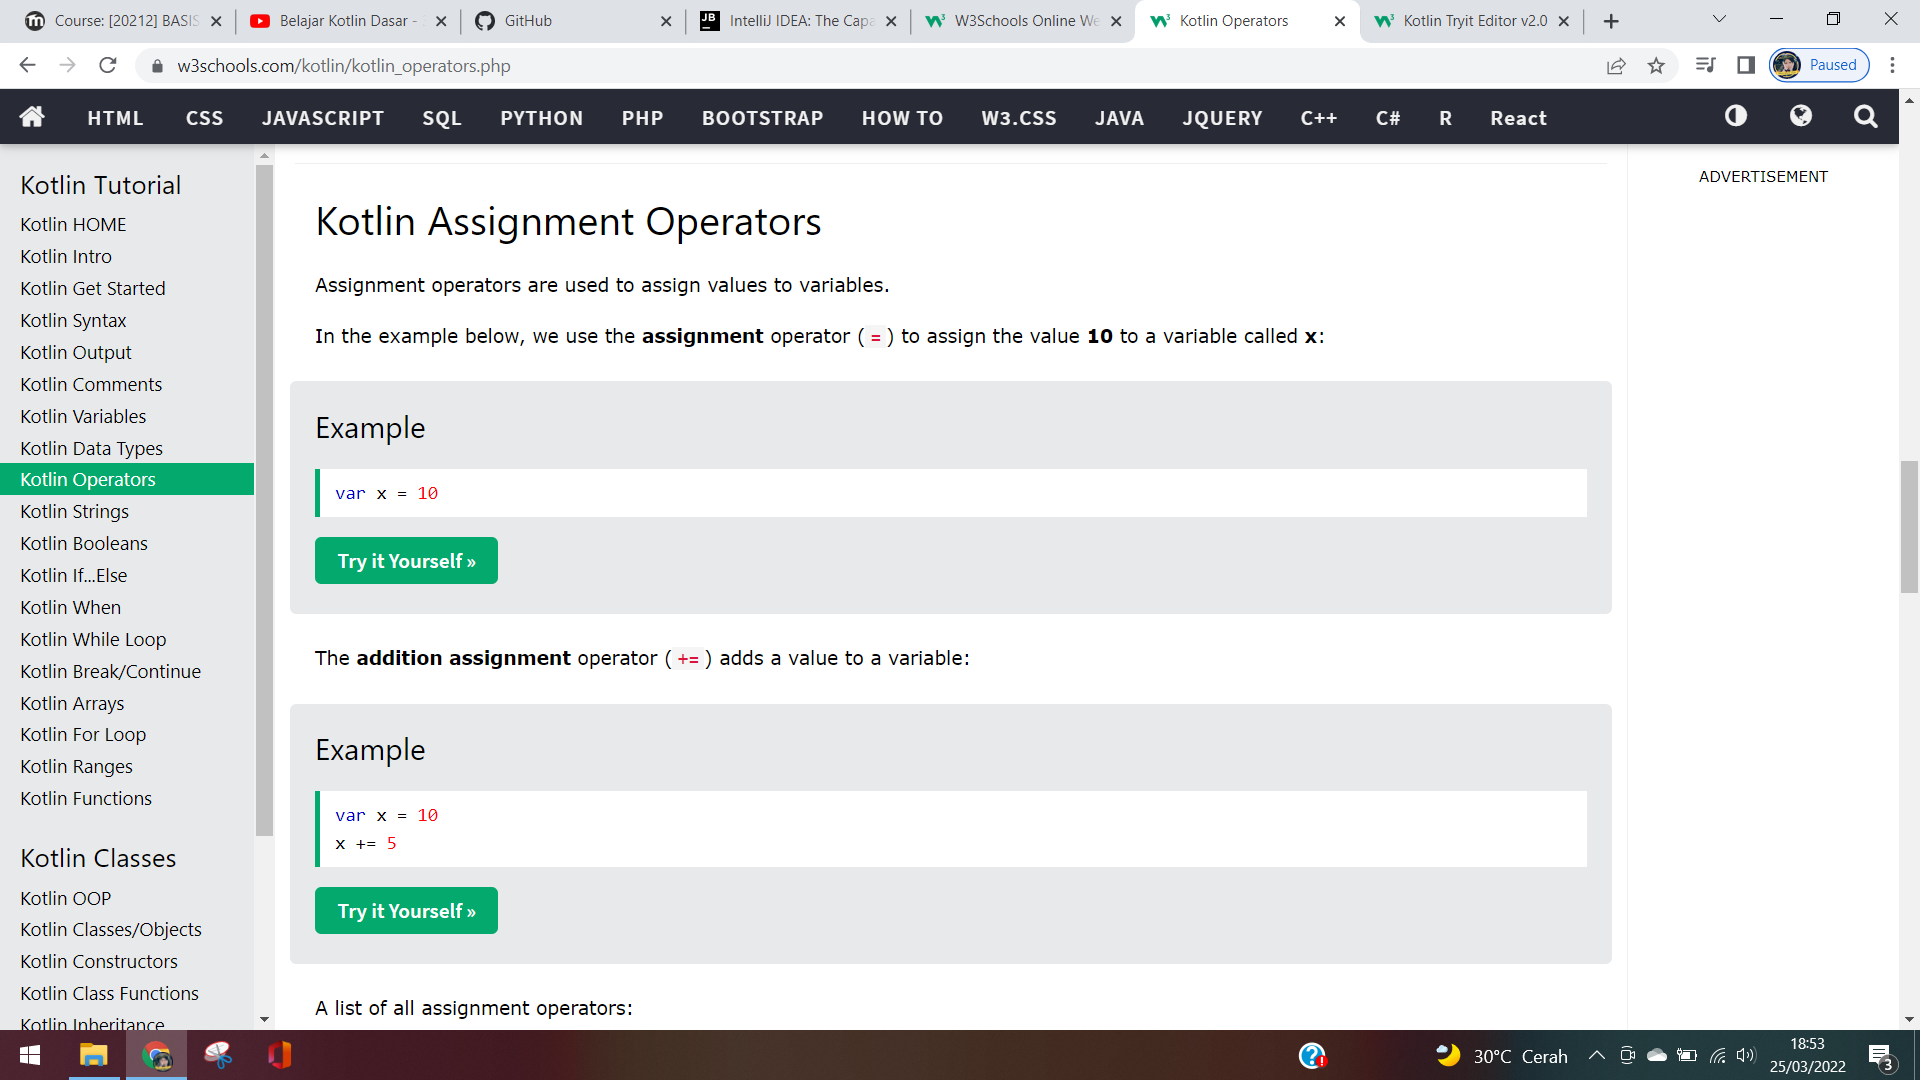 Course: [20212] BASIS
Belajar Kotlin Dasar -
GitHub
IntelliJ IDEA: The Capa
W3Schools Online We
Kotlin Operators
Kotlin Tryit Editor v2.0
w3schools.com/kotlin/kotlin_operators.php
Paused
HTML CSS JAVASCRIPT SQL PYTHON PHP BOOTSTRAP HOW TO W3.CSS JAVA JQUERY C++ C# R React
Kotlin Tutorial
Kotlin HOME
Kotlin Intro
Kotlin Get Started
Kotlin Syntax
Kotlin Output
Kotlin Comments
Kotlin Variables
Kotlin Data Types
Kotlin Operators
Kotlin Strings
Kotlin Booleans
Kotlin If...Else
Kotlin When
Kotlin While Loop
Kotlin Break/Continue
Kotlin Arrays
Kotlin For Loop
Kotlin Ranges
Kotlin Functions
Kotlin Classes
Kotlin OOP
Kotlin Classes/Objects
Kotlin Constructors
Kotlin Class Functions
Kotlin Inheritance
Kotlin Assignment Operators
Assignment operators are used to assign values to variables.
In the example below, we use the assignment operator ( = ) to assign the value 10 to a variable called x:
Example
var x = 10
Try it Yourself »
The addition assignment operator ( += ) adds a value to a variable:
Example
var x = 10
x += 5
Try it Yourself »
A list of all assignment operators:
ADVERTISEMENT
30°C Cerah
18:53
25/03/2022
3